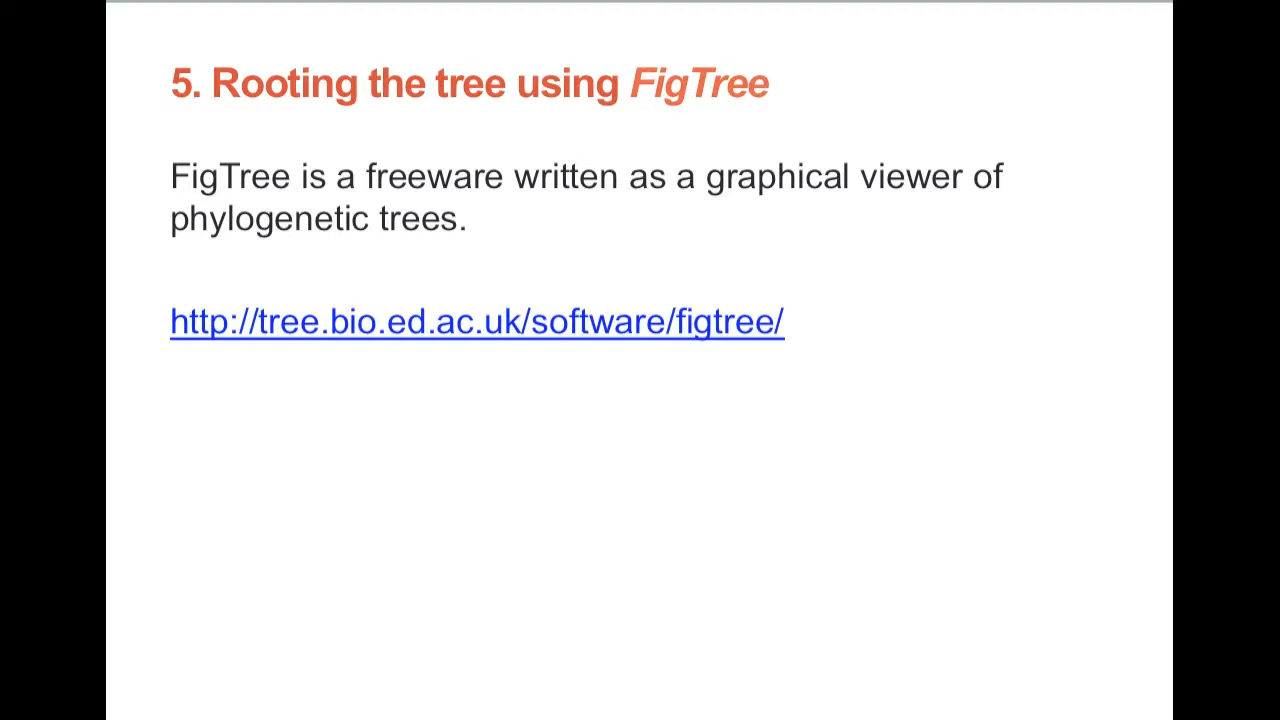 5. Rooting the tree using FigTree
FigTree is a freeware written as a graphical viewer of
phylogenetic trees.
http://tree.bio.ed.ac.uk/software/figtree/